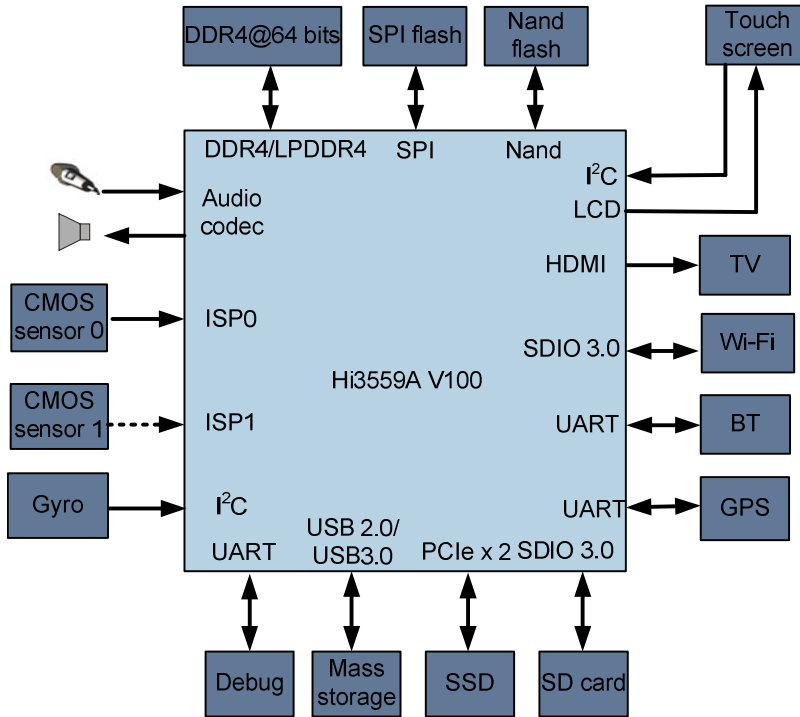 DDR4@64 bits
SPI flash
Nand
flash
Touch
screen
DDR4/LPDDR4
SPI
Nand
I²C
LCD
Audio
codec
HDMI
TV
CMOS
sensor 0
ISP0
SDIO 3.0
Wi-Fi
Hi3559A V100
CMOS
sensor 1
ISP1
UART
BT
Gyro
I²C
UART
GPS
UART
USB 2.0/
USB3.0
PCIe x 2
SDIO 3.0
Debug
Mass
storage
SSD
SD card